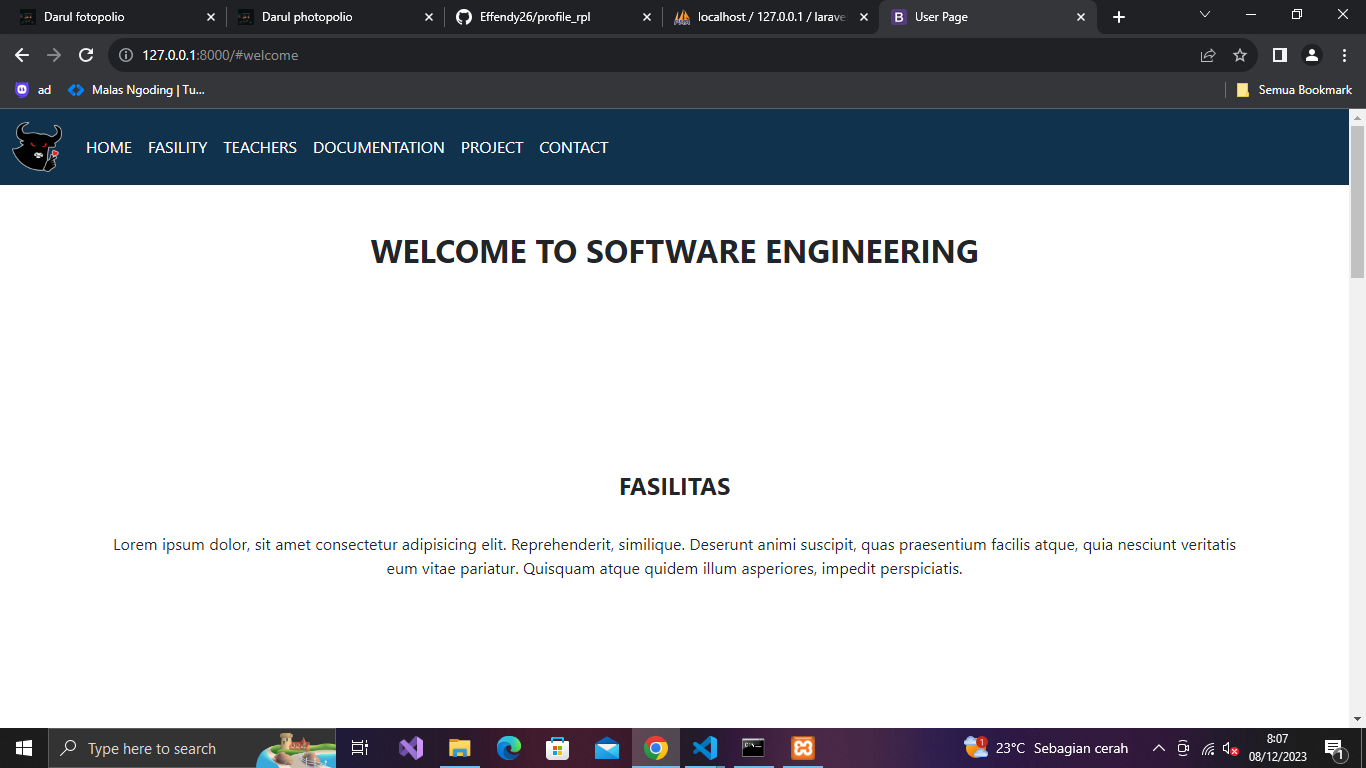 Darul fotopolio
Darul photopolio
Effendy26/profile_rpl
localhost / 127.0.0.1 / larave
User Page
127.0.0.1:8000/#welcome
ad
Malas Ngoding | Tu...
Semua Bookmark
HOME FASILITY TEACHERS DOCUMENTATION PROJECT CONTACT
WELCOME TO SOFTWARE ENGINEERING
FASILITAS
Lorem ipsum dolor, sit amet consectetur adipisicing elit. Reprehenderit, similique. Deserunt animi suscipit, quas praesentium facilis atque, quia nesciunt veritatis
eum vitae pariatur. Quisquam atque quidem illum asperiores, impedit perspiciatis.
Type here to search
1
23°C Sebagian cerah
8:07
08/12/2023
1